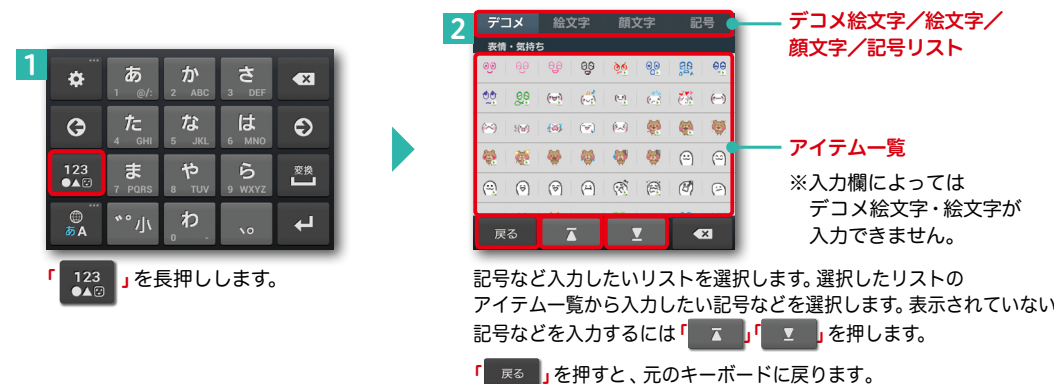 1
あ
1 @/:
か
2 ABC
さ
3 DEF
た
4 GHI
な
5 JKL
は
6 MNO
123
●▲
ま
7 PQRS
や
8 TUV
ら
9 WXYZ
変換
あA
゛゜小
わ
0 -
、。
「123●▲」を長押しします。
2
デコメ 絵文字 顔文字 記号
表情・気持ち
戻る
デコメ絵文字／絵文字／
顔文字／記号リスト
アイテム一覧
※入力欄によっては
デコメ絵文字・絵文字が
入力できません。
記号など入力したいリストを選択します。選択したリストの
アイテム一覧から入力したい記号などを選択します。表示されていない
記号などを入力するには「」「」を押します。
「戻る」を押すと、元のキーボードに戻ります。